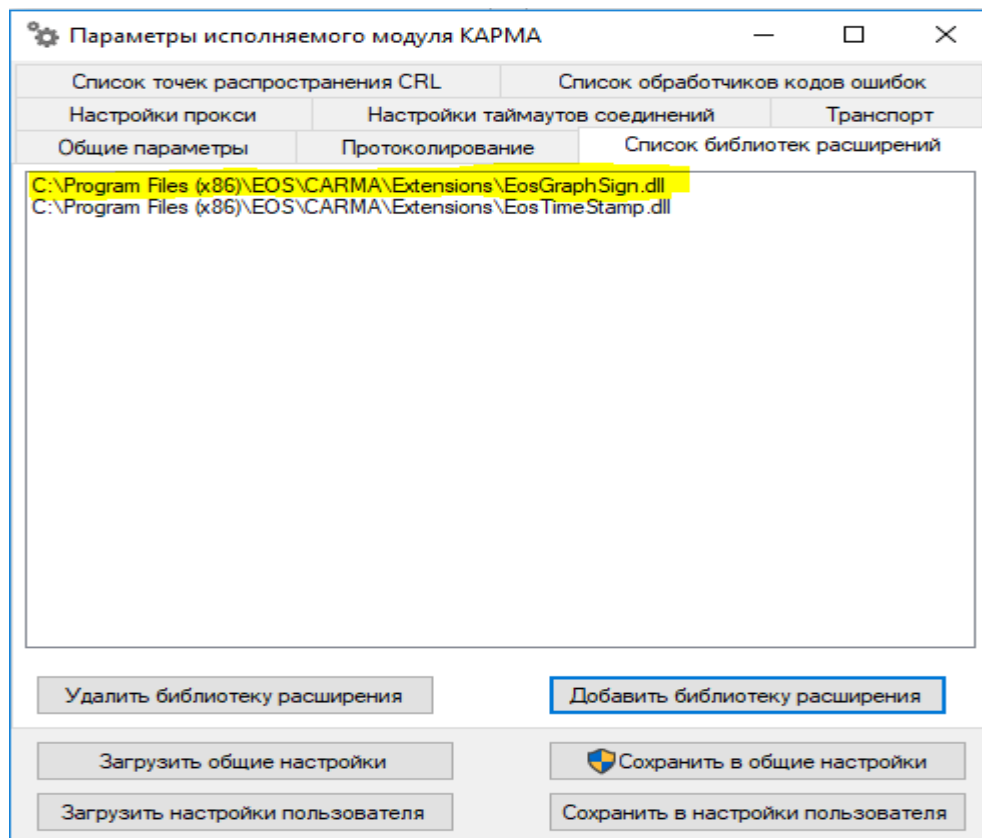 Параметры исполняемого модуля КАРМА
Список точек распространения CRL
Список обработчиков кодов ошибок
Настройки прокси
Настройки таймаутов соединений
Транспорт
Общие параметры
Протоколирование
Список библиотек расширений
C:\Program Files (x86)\EOS\CARMA\Extensions\EosGraphSign.dll
C:\Program Files (x86)\EOS\CARMA\Extensions\EosTimeStamp.dll
Удалить библиотеку расширения
Добавить библиотеку расширения
Загрузить общие настройки
Сохранить в общие настройки
Загрузить настройки пользователя
Сохранить в настройки пользователя